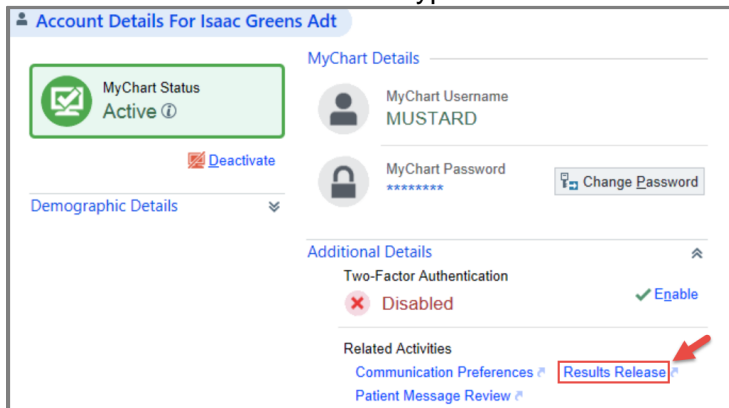 Account Details For Isaac Greens Adt
MyChart Status
Active
Deactivate
Demographic Details
MyChart Details
MyChart Username
MUSTARD
MyChart Password
********
Change Password
Additional Details
Two-Factor Authentication
Disabled
Enable
Related Activities
Communication Preferences
Results Release
Patient Message Review